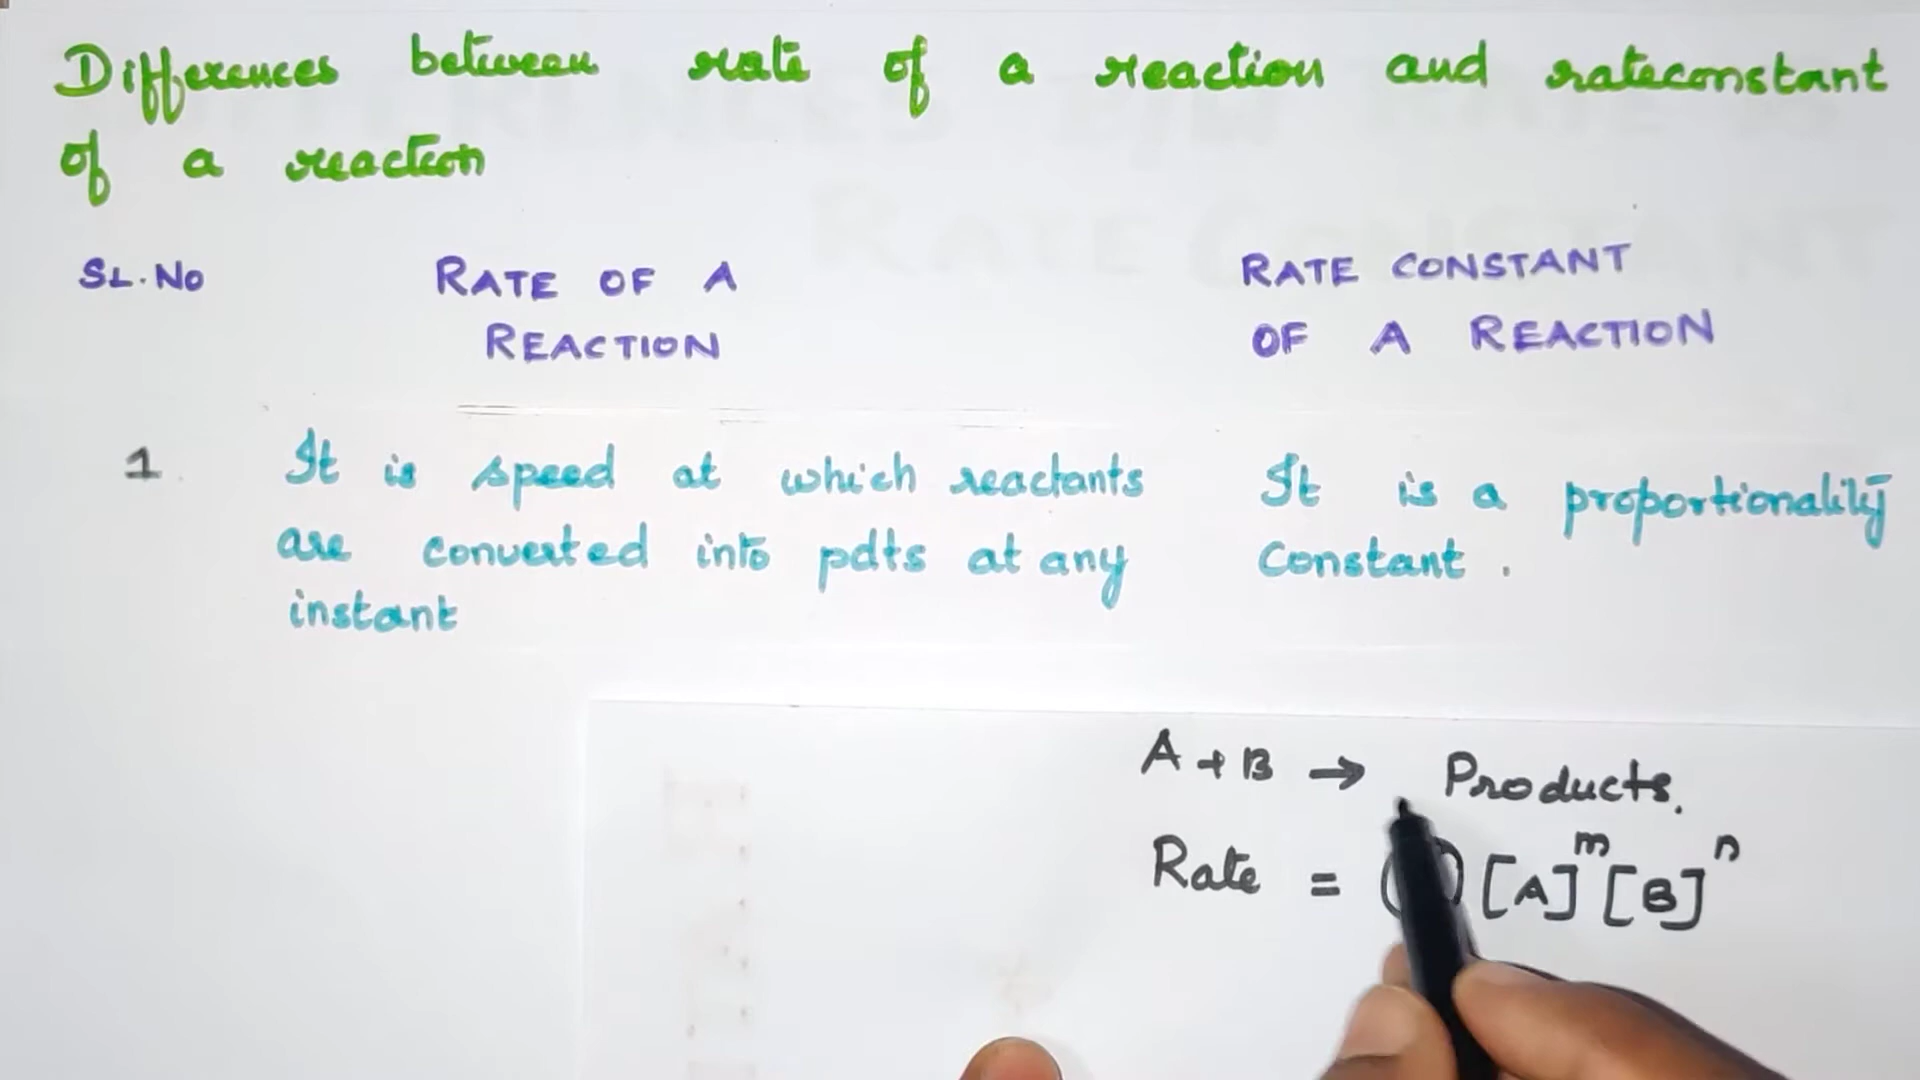 Differences between rate of a reaction and rateconstant
of a reaction
SL.No RATE OF A REACTION RATE CONSTANT OF A REACTION
1 It is speed at which reactants
are converted into pdts at any
instant
It is a proportionality
Constant.
A + B → Products.
Rate = [A]^m [B]^n